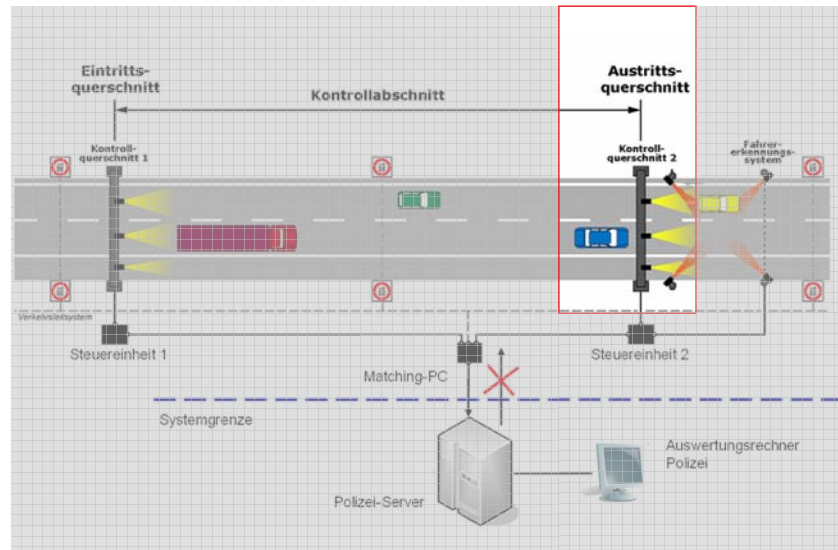 Eintritts-
querschnitt
Kontrollabschnitt
Austritts-
querschnitt
Kontroll-
querschnitt 1
Kontroll-
querschnitt 2
Fahrer-
erkennungs-
system
Verkehrsleitsystem
Steuereinheit 1
Steuereinheit 2
Matching-PC
Systemgrenze
Auswertungsrechner
Polizei
Polizei-Server